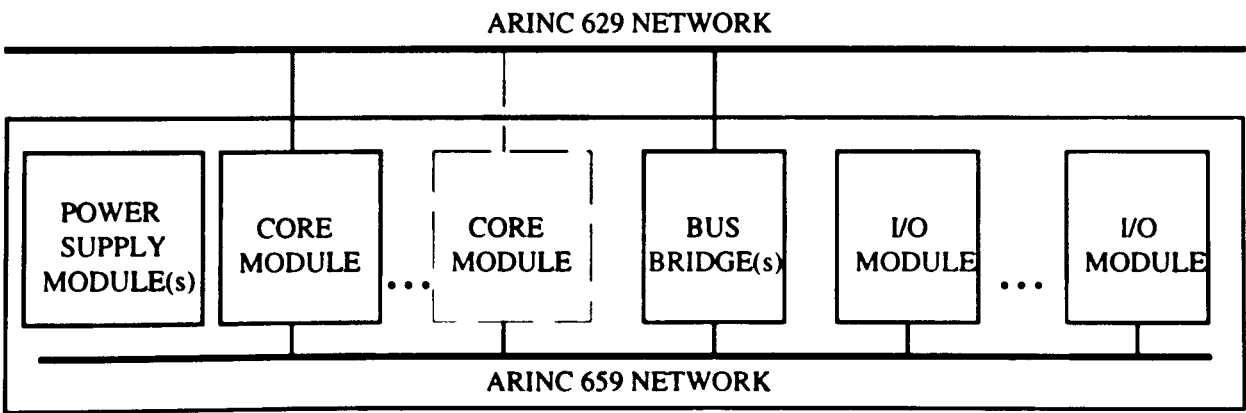 ARINC 629 NETWORK
POWER
SUPPLY
MODULE(s)
CORE
MODULE
...
CORE
MODULE
BUS
BRIDGE(s)
I/O
MODULE
...
I/O
MODULE
ARINC 659 NETWORK